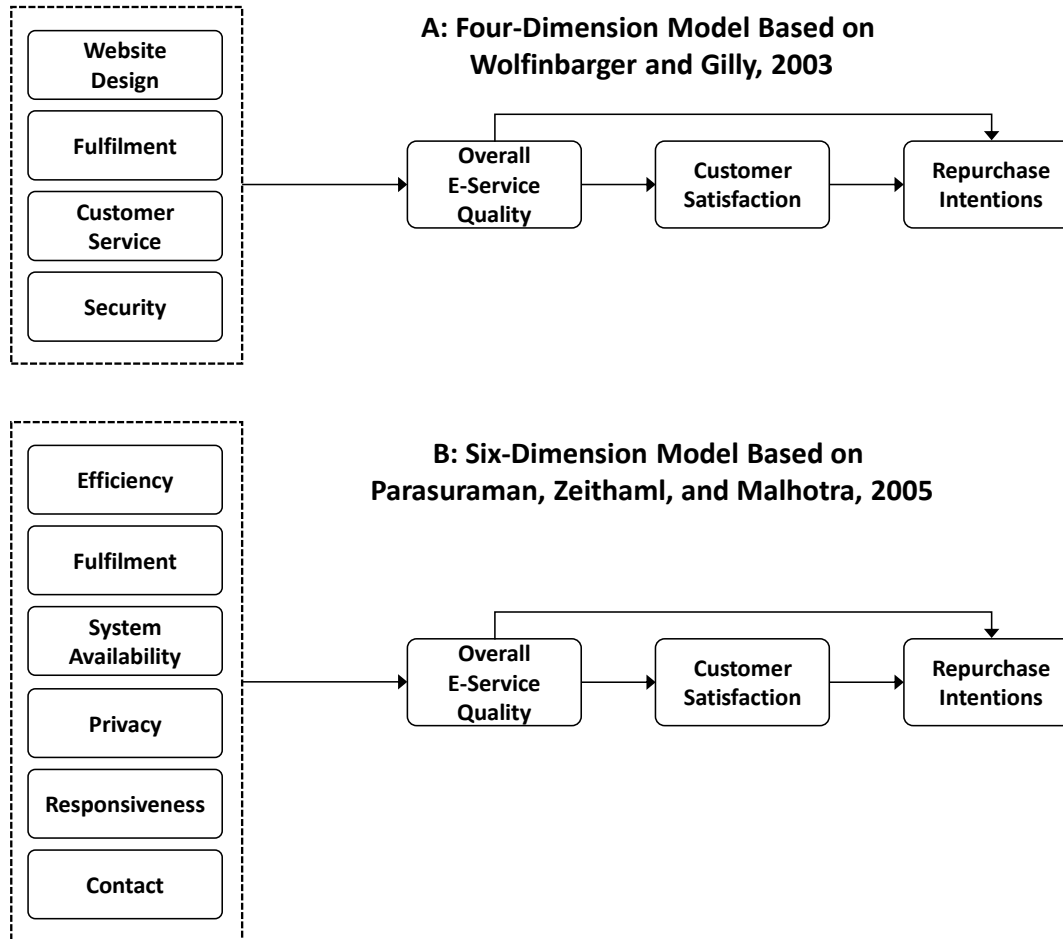 A: Four-Dimension Model Based on
Wolfinbarger and Gilly, 2003
Website
Design
Fulfilment
Customer
Service
Security
Overall
E-Service
Quality
Customer
Satisfaction
Repurchase
Intentions
B: Six-Dimension Model Based on
Parasuraman, Zeithaml, and Malhotra, 2005
Efficiency
Fulfilment
System
Availability
Privacy
Responsiveness
Contact
Overall
E-Service
Quality
Customer
Satisfaction
Repurchase
Intentions